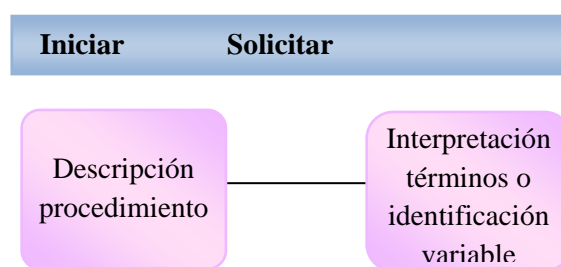 Iniciar Solicitar
Descripción
procedimiento
Interpretación
términos o
identificación
variable